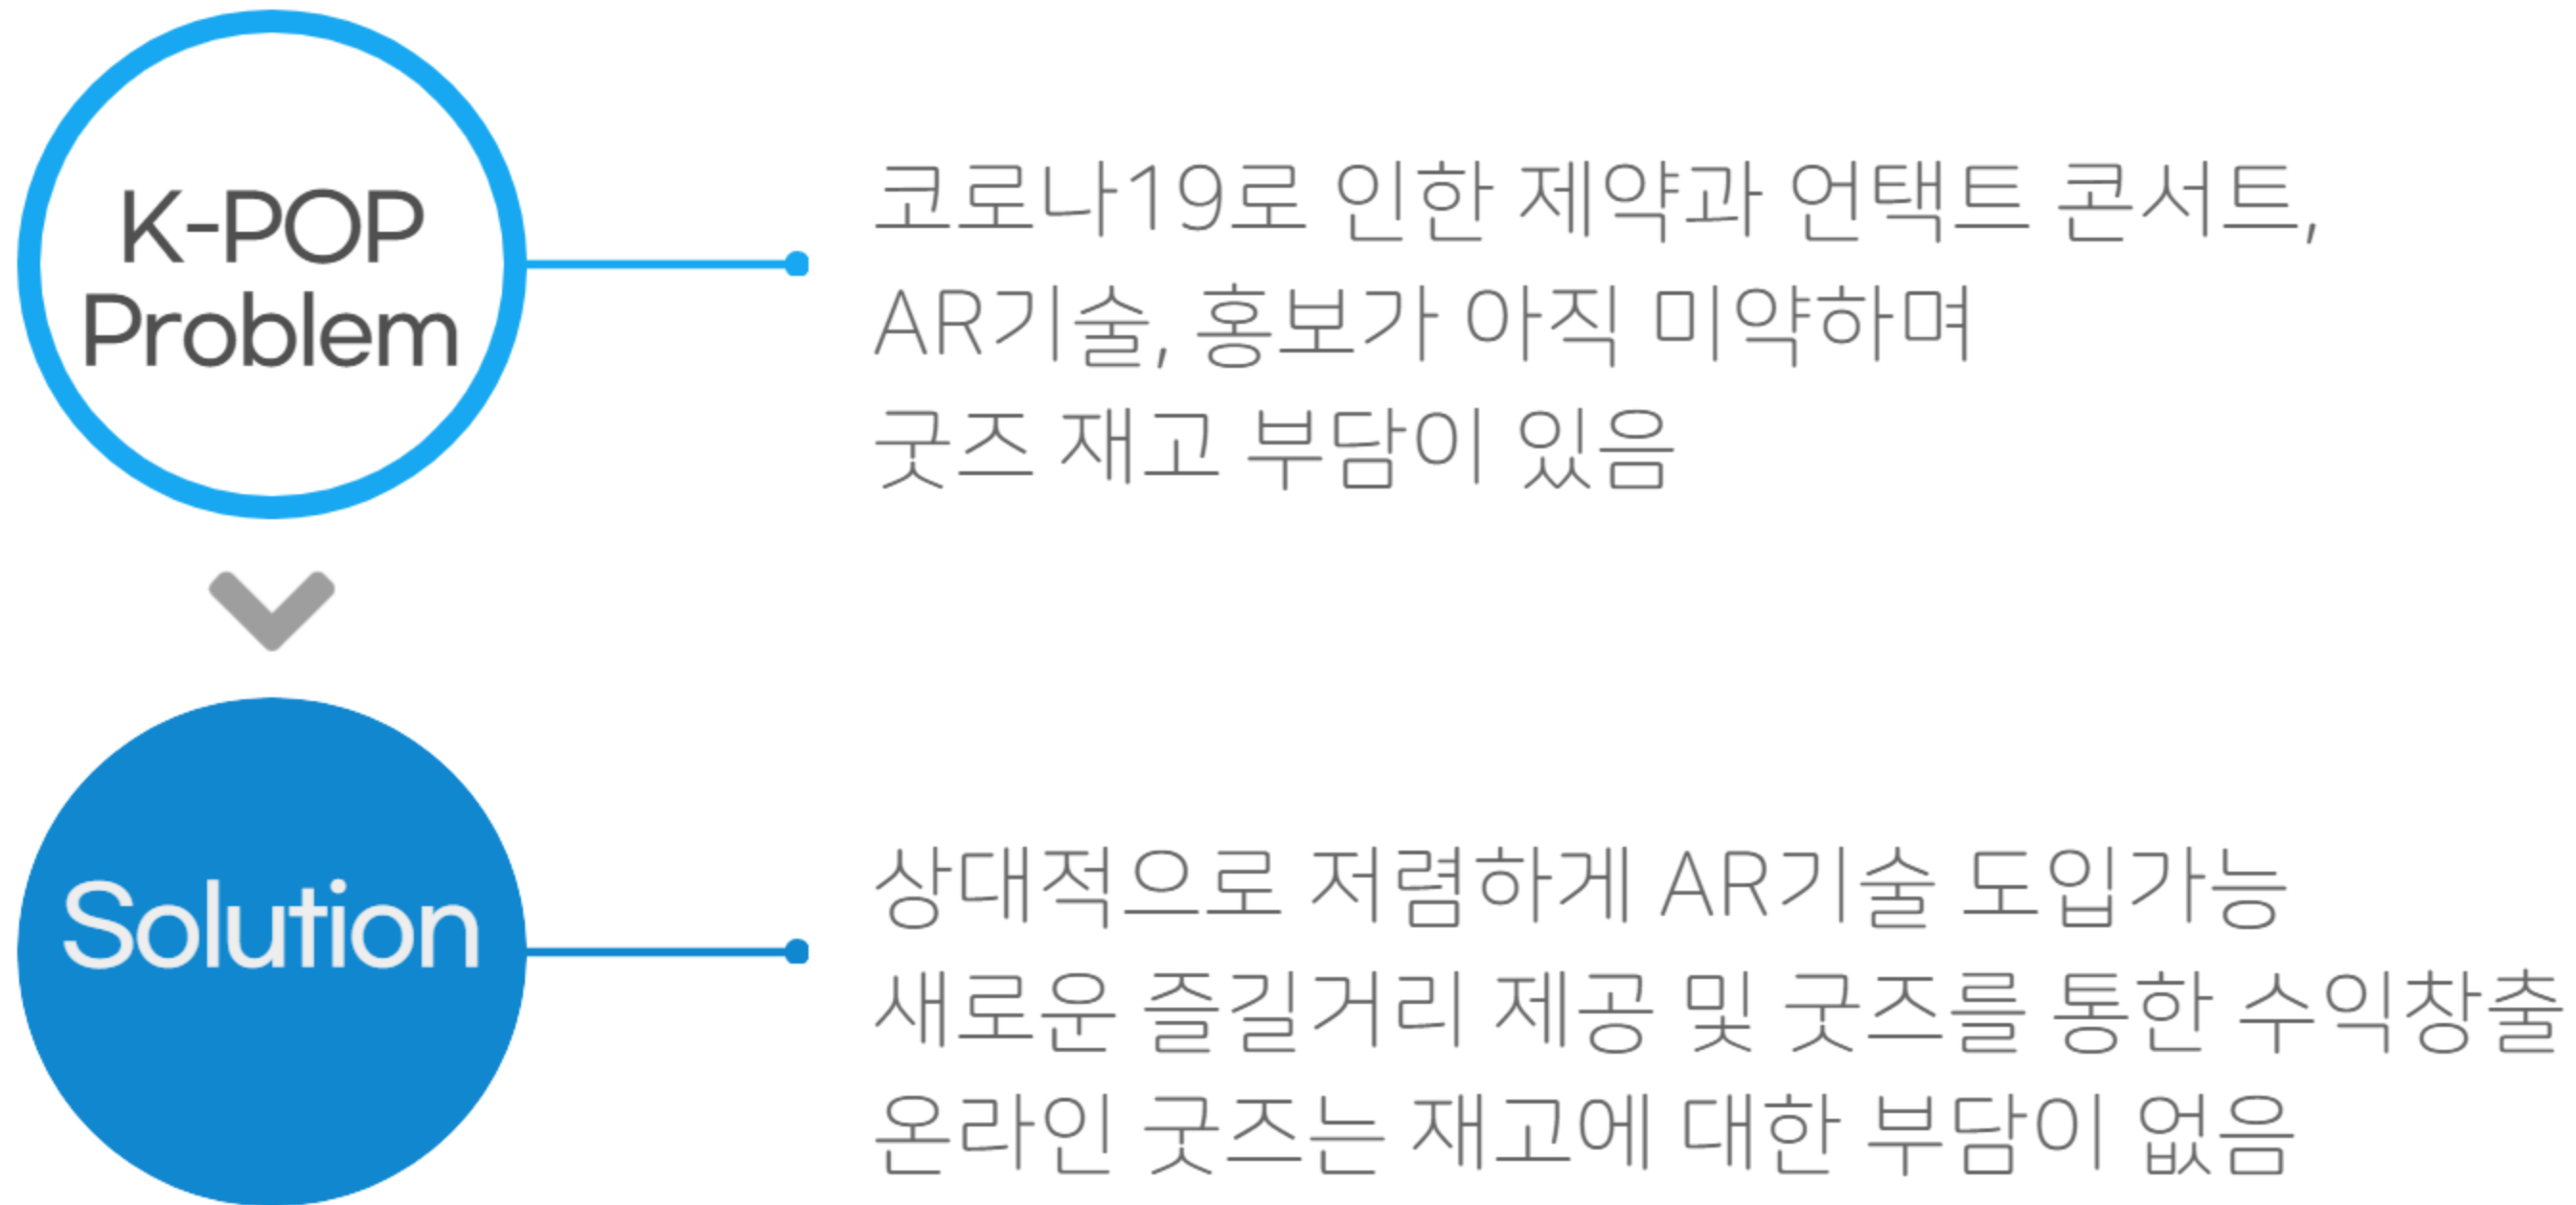 K-POP
Problem
코로나19로 인한 제약과 언택트 콘서트,
AR기술, 홍보가 아직 미약하며
굿즈 재고 부담이 있음
Solution
상대적으로 저렴하게 AR기술 도입가능
새로운 즐길거리 제공 및 굿즈를 통한 수익창출
온라인 굿즈는 재고에 대한 부담이 없음